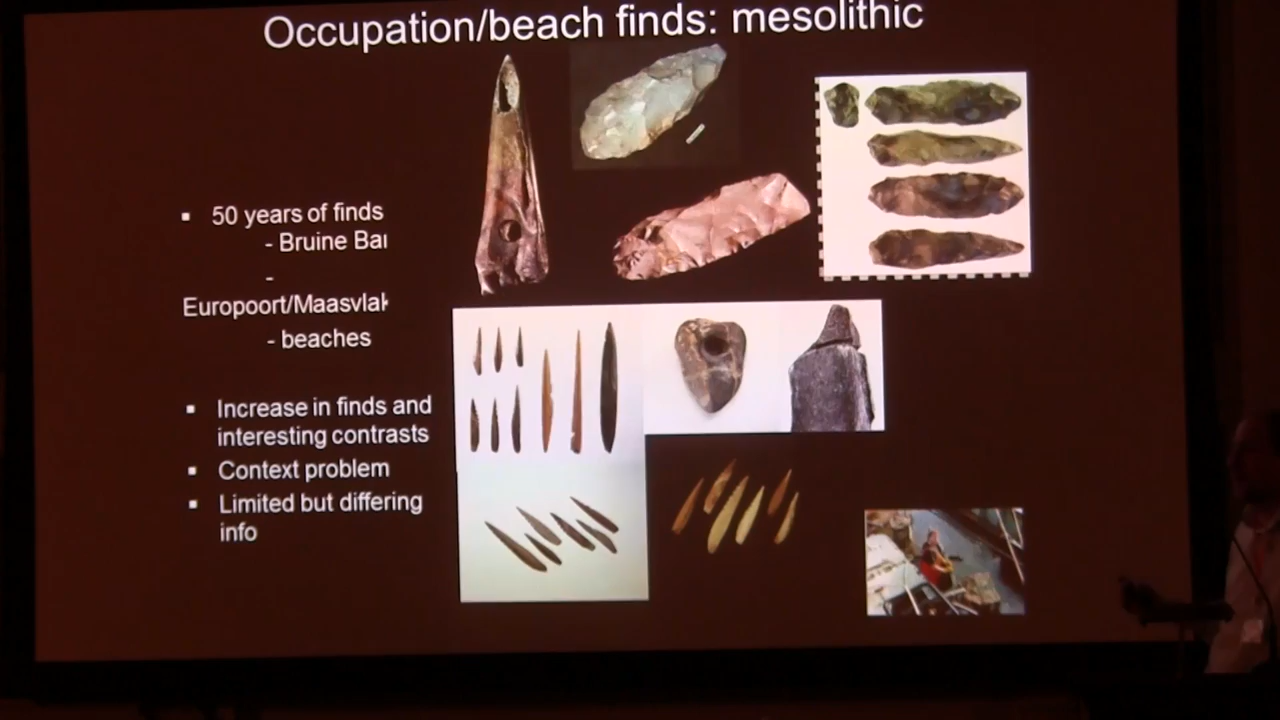 Occupation/beach finds: mesolithic
▪ 50 years of finds
- Bruine Ba
-
Europoort/Maasvlak
- beaches
▪ Increase in finds and
interesting contrasts
▪ Context problem
▪ Limited but differing
info